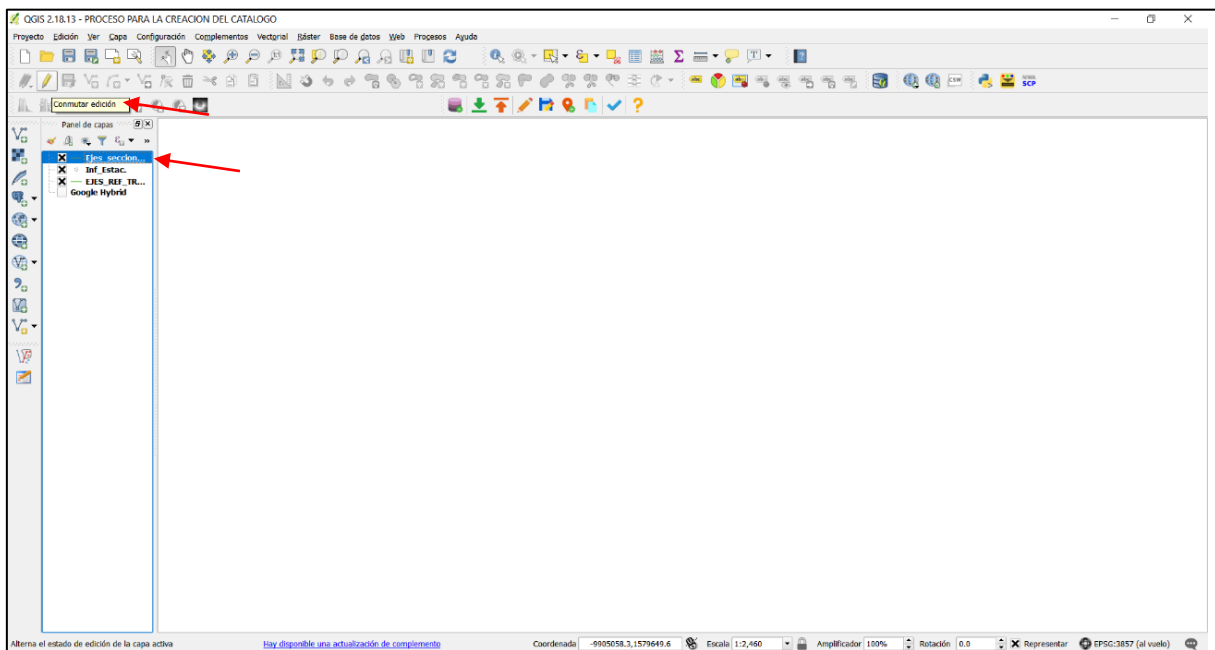 QGIS 2.18.13 - PROCESO PARA LA CREACION DEL CATALOGO
Proyecto Edición Ver Capa Configuración Complementos Vectorial Ráster Base de datos Web Procesos Ayuda
Conmutar edición
Panel de capas
Ejes_seccion...
Inf_Estac.
EJES_REF_TR...
Google Hybrid
Alterna el estado de edición de la capa activa Hay disponible una actualización de complemento Coordenada -9905058.3,1579649.6 Escala 1:2,460 Amplificador 100% Rotación 0.0 Representar EPSG:3857 (al vuelo)